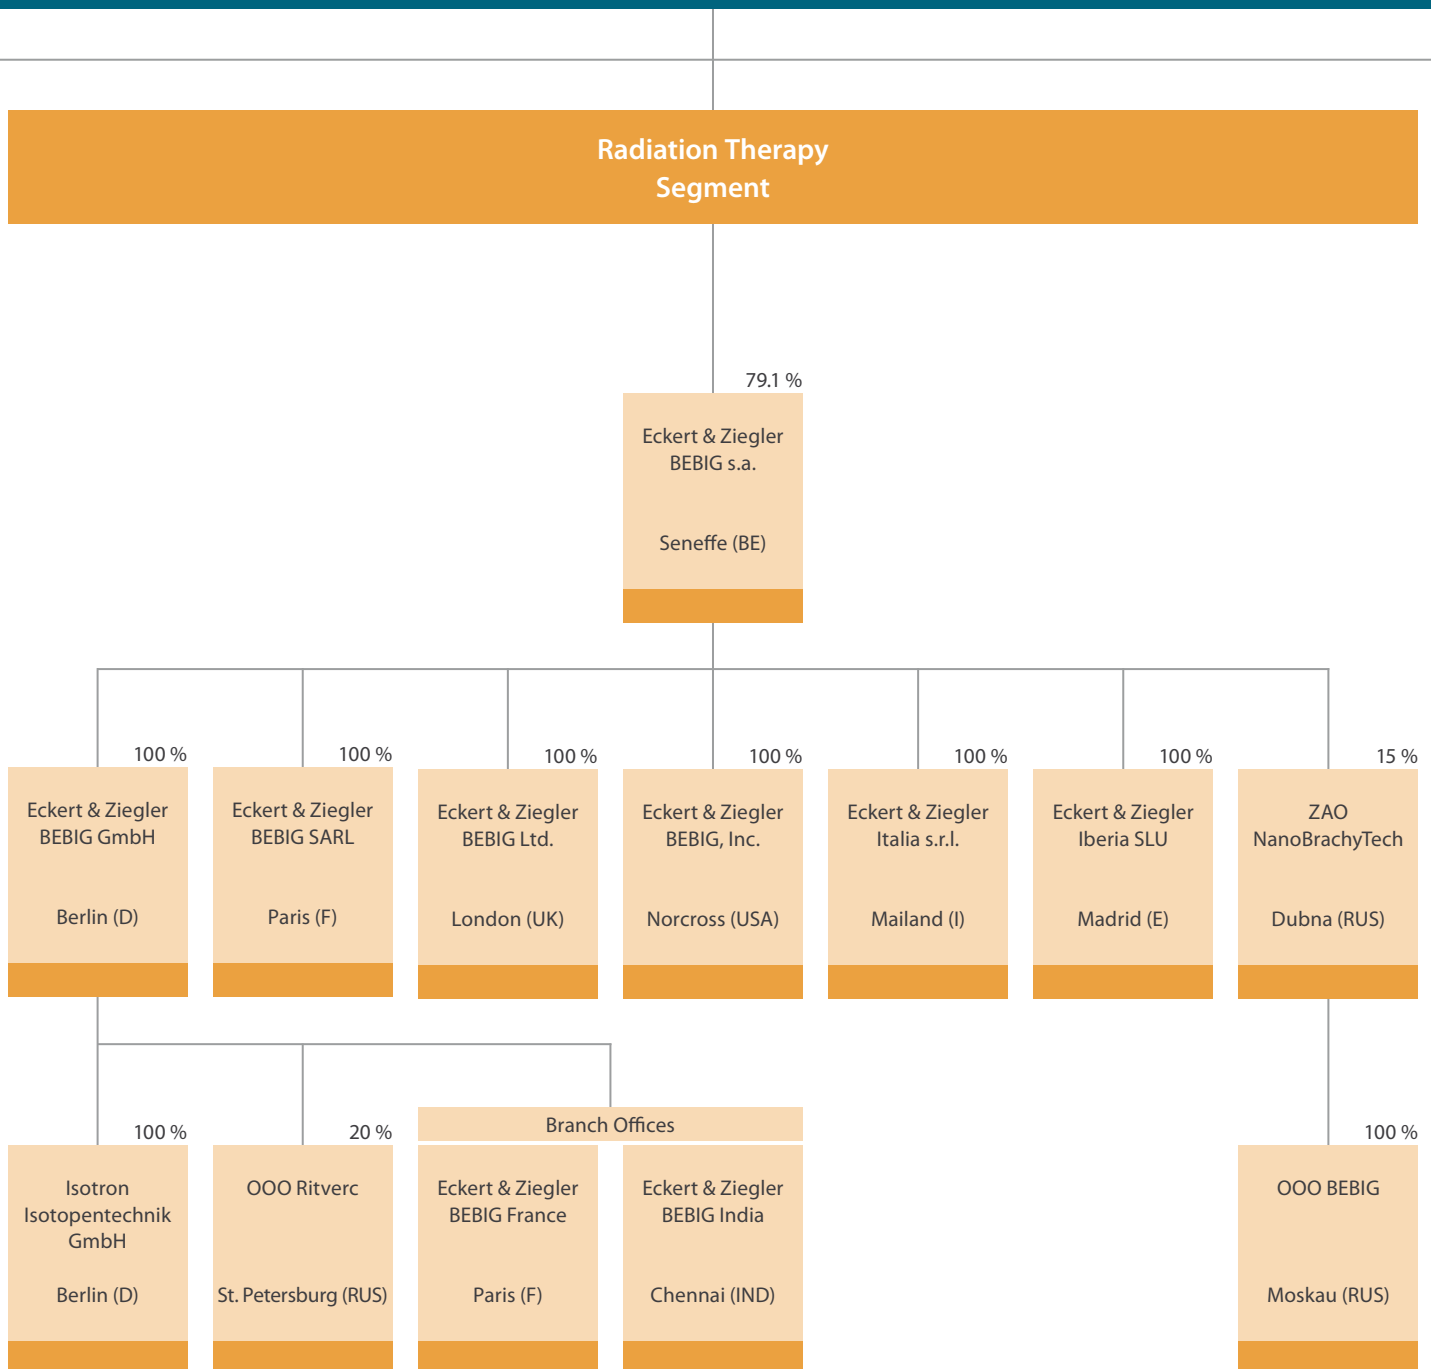 Radiation Therapy
Segment
79.1 %
Eckert & Ziegler
BEBIG s.a.
Seneffe (BE)
100 %
Eckert & Ziegler
BEBIG GmbH
Berlin (D)
100 %
Eckert & Ziegler
BEBIG SARL
Paris (F)
100 %
Eckert & Ziegler
BEBIG Ltd.
London (UK)
100 %
Eckert & Ziegler
BEBIG, Inc.
Norcross (USA)
100 %
Eckert & Ziegler
Italia s.r.l.
Mailand (I)
100 %
Eckert & Ziegler
Iberia SLU
Madrid (E)
15 %
ZAO
NanoBrachyTech
Dubna (RUS)
100 %
Isotron
Isotopentechnik
GmbH
Berlin (D)
20 %
OOO Ritverc
St. Petersburg (RUS)
Branch Offices
Eckert & Ziegler
BEBIG France
Paris (F)
Eckert & Ziegler
BEBIG India
Chennai (IND)
100 %
OOO BEBIG
Moskau (RUS)